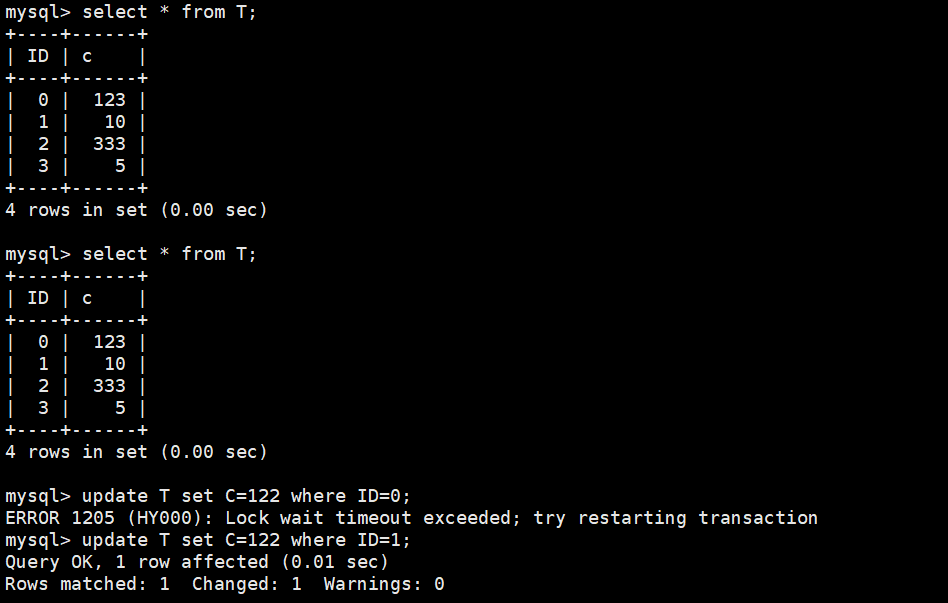 mysql> select * from T;
+----+------+
| ID | c    |
+----+------+
|  0 |  123 |
|  1 |   10 |
|  2 |  333 |
|  3 |    5 |
+----+------+
4 rows in set (0.00 sec)

mysql> select * from T;
+----+------+
| ID | c    |
+----+------+
|  0 |  123 |
|  1 |   10 |
|  2 |  333 |
|  3 |    5 |
+----+------+
4 rows in set (0.00 sec)

mysql> update T set C=122 where ID=0;
ERROR 1205 (HY000): Lock wait timeout exceeded; try restarting transaction
mysql> update T set C=122 where ID=1;
Query OK, 1 row affected (0.01 sec)
Rows matched: 1  Changed: 1  Warnings: 0